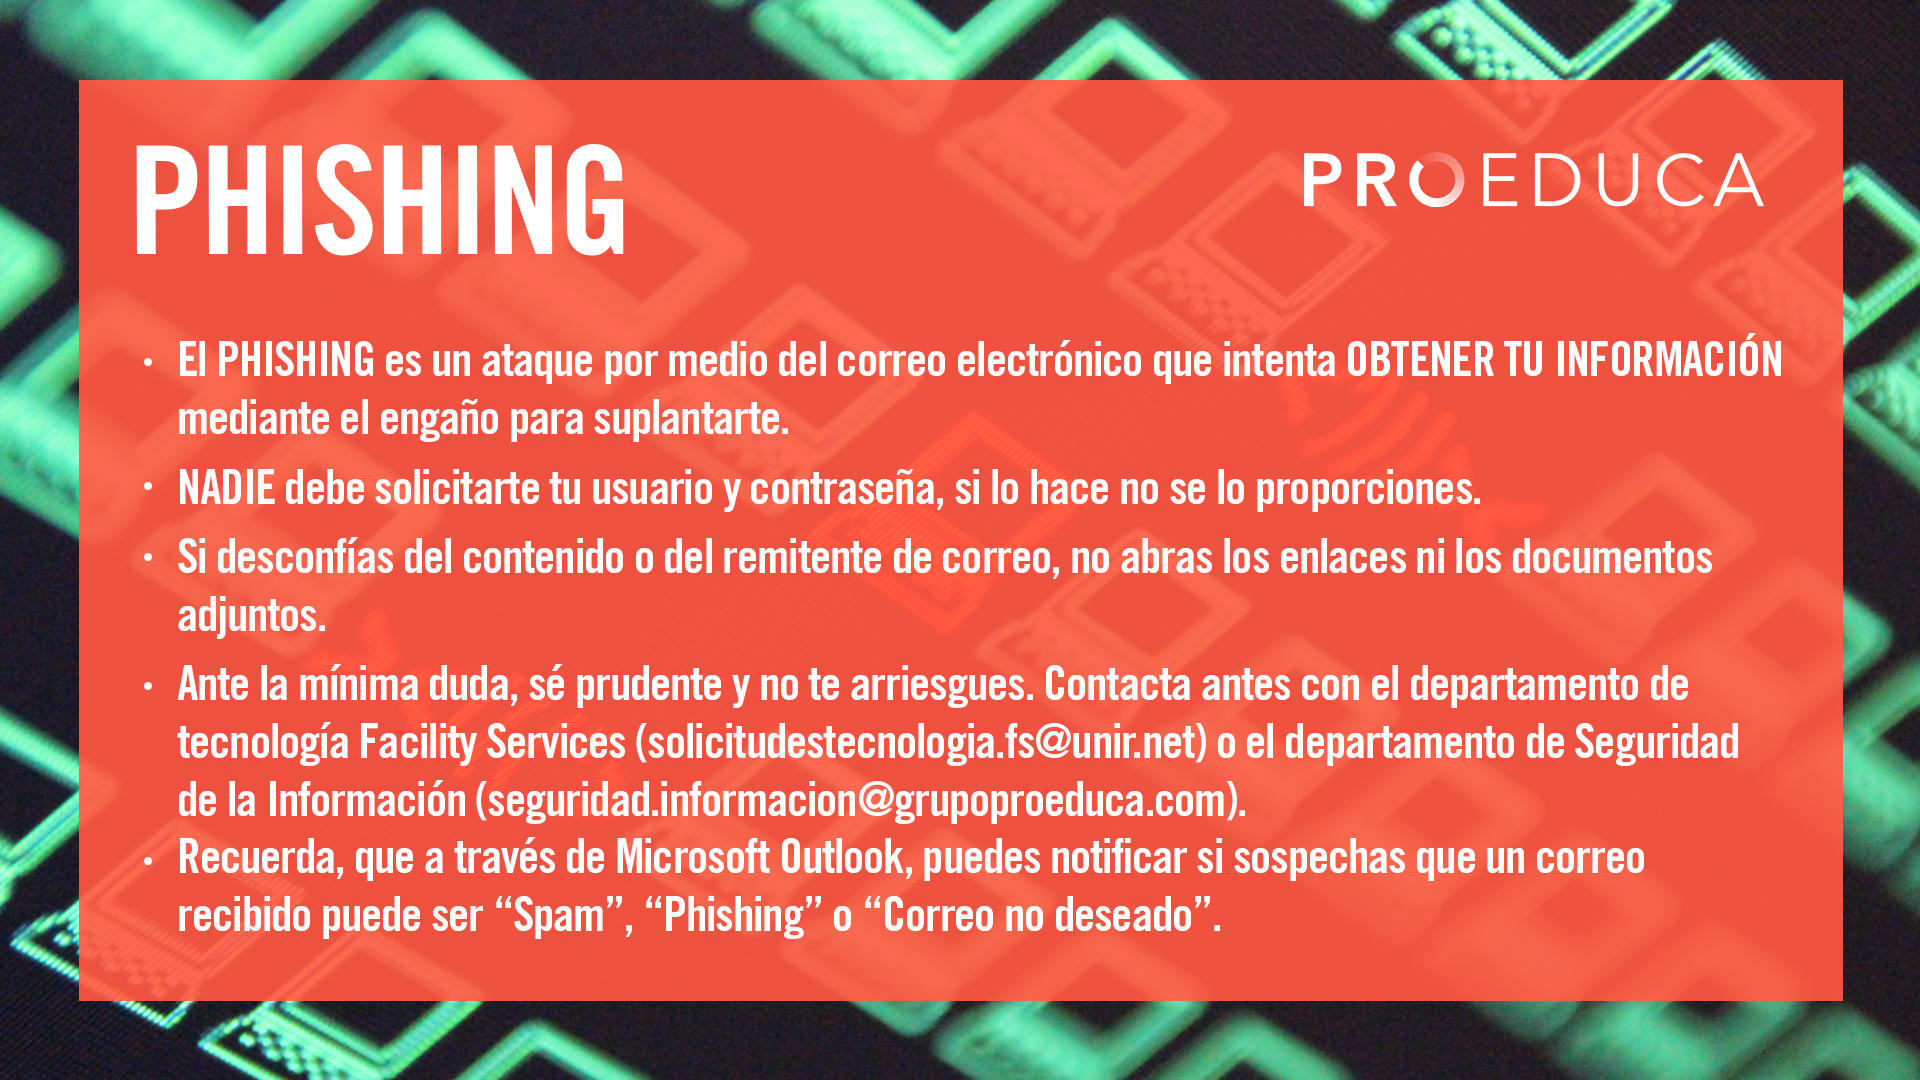 PHISHING
PROEDUCA
• El PHISHING es un ataque por medio del correo electrónico que intenta OBTENER TU INFORMACIÓN
mediante el engaño para suplantarte.
• NADIE debe solicitarte tu usuario y contraseña, si lo hace no se lo proporciones.
• Si desconfías del contenido o del remitente de correo, no abras los enlaces ni los documentos
adjuntos.
• Ante la mínima duda, sé prudente y no te arriesgues. Contacta antes con el departamento de
tecnología Facility Services (solicitudestecnologia.fs@unir.net) o el departamento de Seguridad
de la Información (seguridad.informacion@grupoproeduca.com).
• Recuerda, que a través de Microsoft Outlook, puedes notificar si sospechas que un correo
recibido puede ser “Spam”, “Phishing” o “Correo no deseado”.